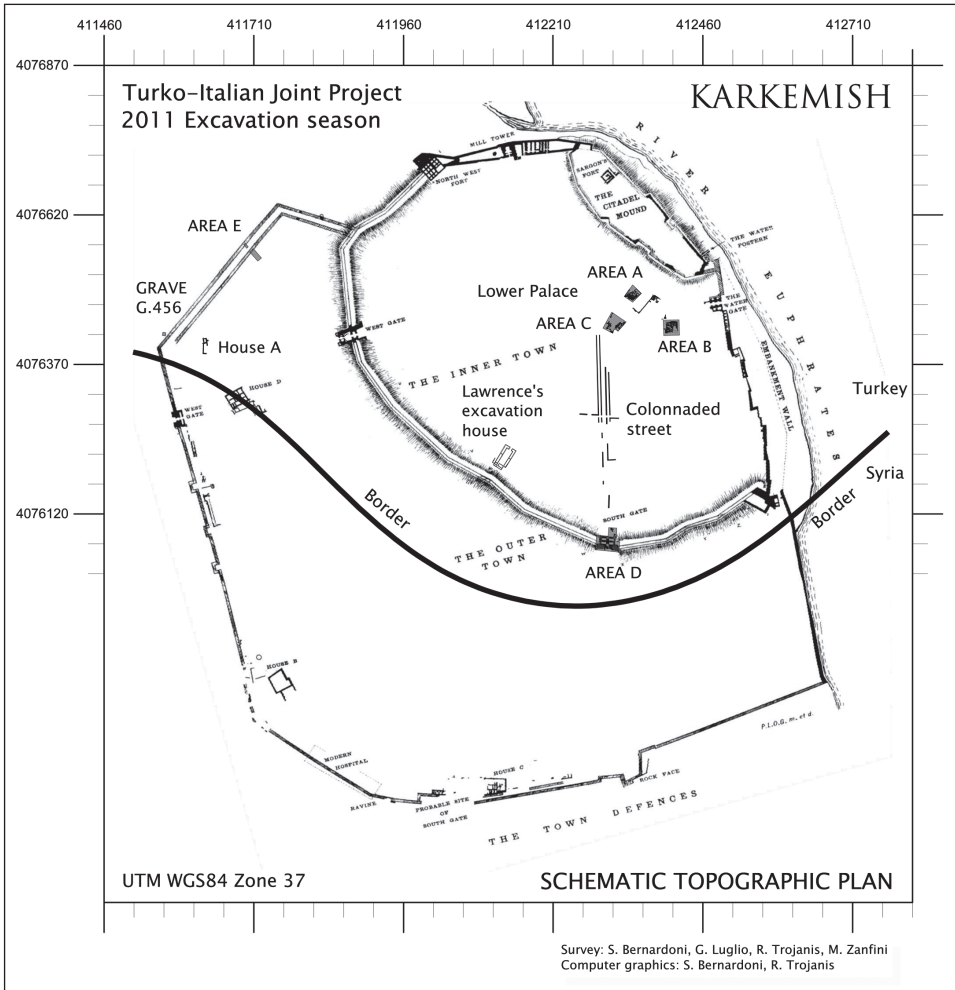 411460 411710 411960 412210 412460 412710
4076870
4076620
4076370
4076120
Turko-Italian Joint Project
2011 Excavation season
KARKEMISH
RIVER EUPHRATES
MILL TOWER
NORTH WEST
FORT
SARGON'S
FORT
THE
CITADEL
MOUND
THE WATER
POSTERN
AREA E
AREA A
Lower Palace
GRAVE
G.456
AREA C
AREA B
THE
WATER
GATE
WEST GATE
House A
THE INNER TOWN
EMBANKMENT WALL
HOUSE D
Turkey
Lawrence's
excavation
house
Colonnaded
street
WEST
GATE
Syria
Border
Border
SOUTH GATE
THE OUTER
TOWN
AREA D
HOUSE B
P.L.O.G. m. et d.
MODERN
HOSPITAL
HOUSE C
ROCK FACE
RAVINE
PROBABLE SITE
OF
SOUTH GATE
THE TOWN DEFENCES
UTM WGS84 Zone 37
SCHEMATIC TOPOGRAPHIC PLAN
Survey: S. Bernardoni, G. Luglio, R. Trojanis, M. Zanfini
Computer graphics: S. Bernardoni, R. Trojanis